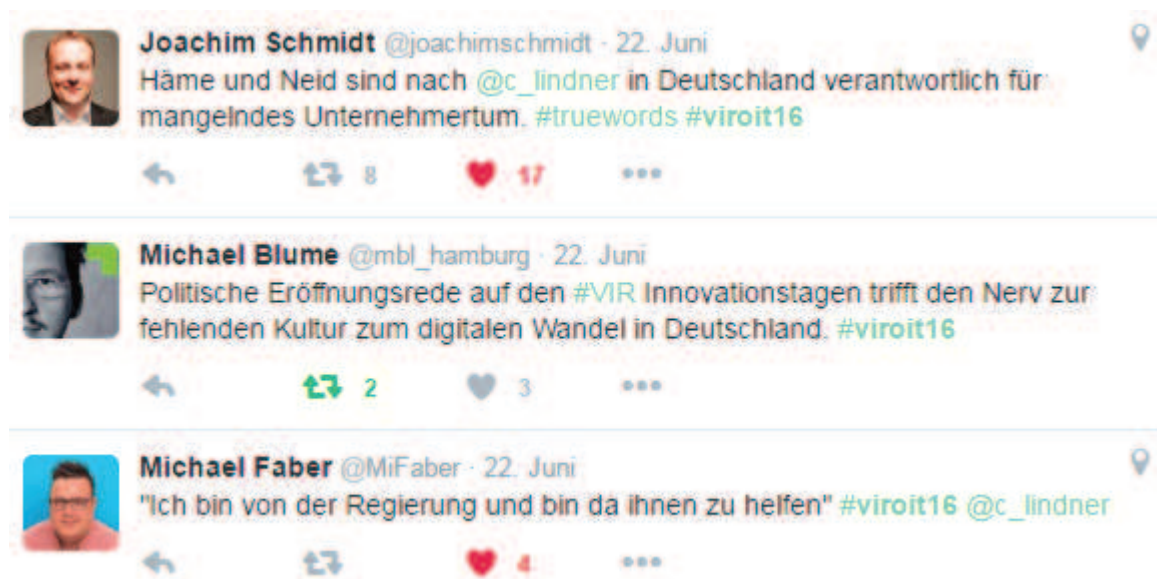 Joachim Schmidt @joachimschmidt · 22. Juni
Häme und Neid sind nach @c_lindner in Deutschland verantwortlich für
mangelndes Unternehmertum. #truewords #viroit16
8 17
Michael Blume @mbl_hamburg · 22. Juni
Politische Eröffnungsrede auf den #VIR Innovationstagen trifft den Nerv zur
fehlenden Kultur zum digitalen Wandel in Deutschland. #viroit16
2 3
Michael Faber @MiFaber · 22. Juni
"Ich bin von der Regierung und bin da ihnen zu helfen" #viroit16 @c_lindner
4